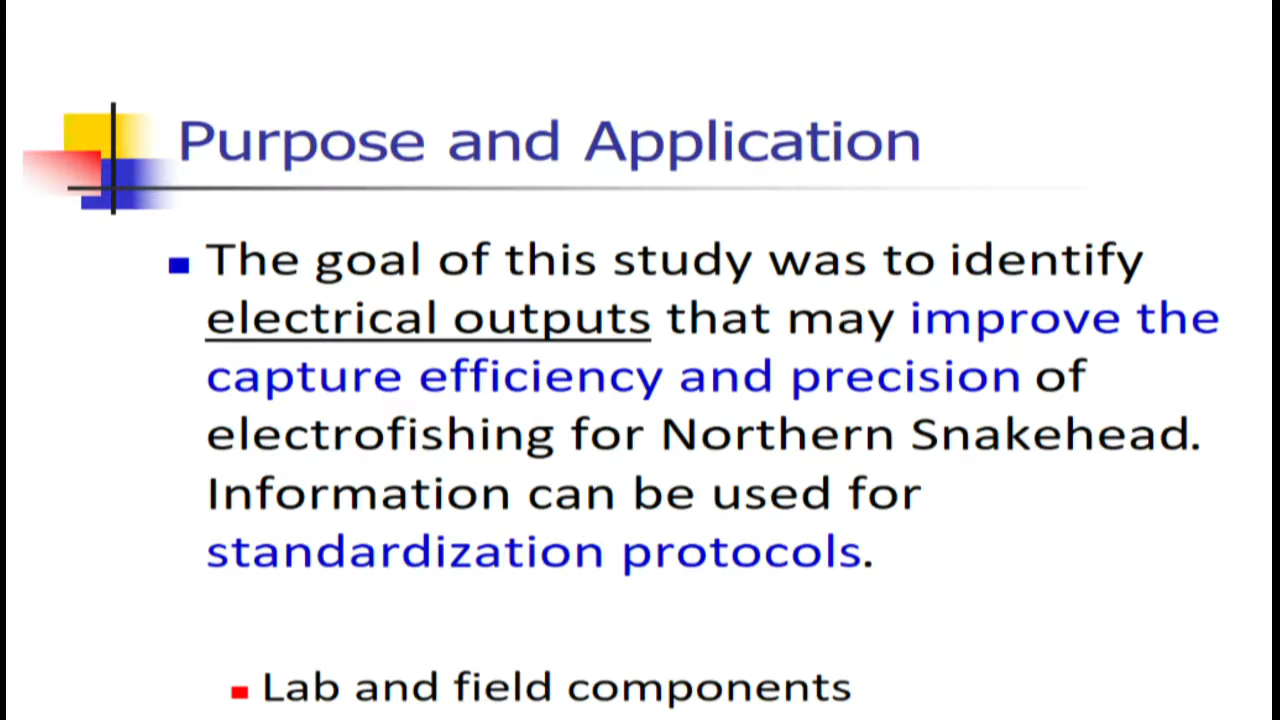 Purpose and Application
The goal of this study was to identify
electrical outputs that may improve the
capture efficiency and precision of
electrofishing for Northern Snakehead.
Information can be used for
standardization protocols.
Lab and field components